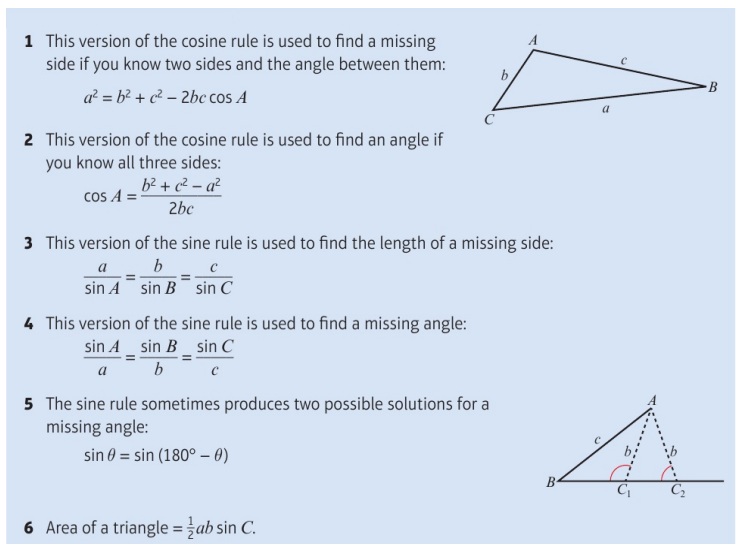 1 This version of the cosine rule is used to find a missing
side if you know two sides and the angle between them:
a² = b² + c² – 2bc cos A
A
c
b
B
a
C
2 This version of the cosine rule is used to find an angle if
you know all three sides:
cos A = (b² + c² – a²) / 2bc
3 This version of the sine rule is used to find the length of a missing side:
a / sin A = b / sin B = c / sin C
4 This version of the sine rule is used to find a missing angle:
sin A / a = sin B / b = sin C / c
5 The sine rule sometimes produces two possible solutions for a
missing angle:
sin θ = sin (180° – θ)
A
c
b
b
B
C₁
C₂
6 Area of a triangle = ½ab sin C.